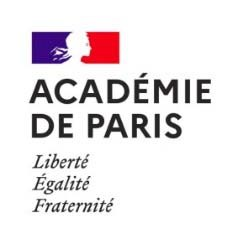 ACADÉMIE
DE PARIS
Liberté
Égalité
Fraternité